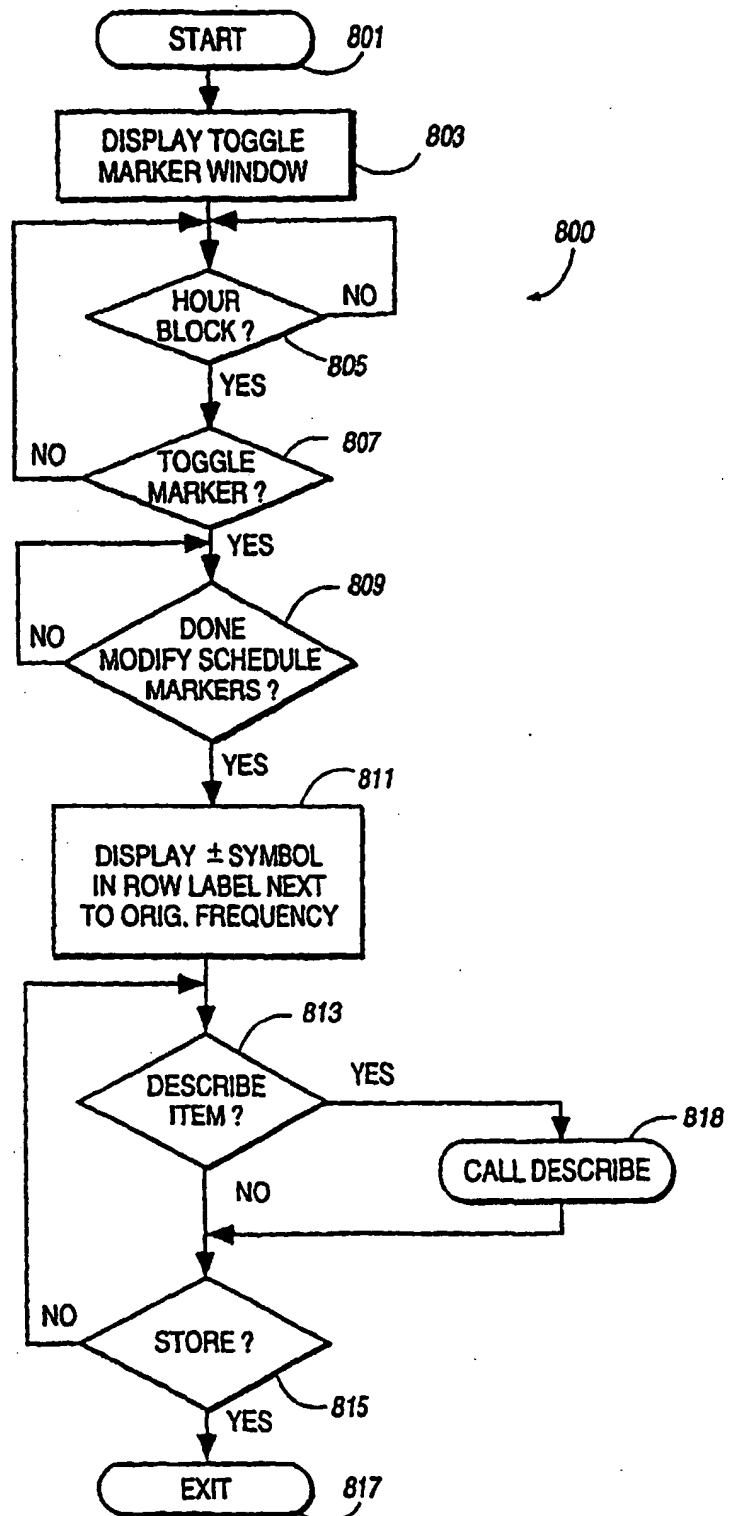 START
801
DISPLAY TOGGLE
MARKER WINDOW
803
800
HOUR
BLOCK ?
NO
805
YES
TOGGLE
MARKER ?
807
NO
YES
DONE
MODIFY SCHEDULE
MARKERS ?
809
NO
YES
811
DISPLAY ± SYMBOL
IN ROW LABEL NEXT
TO ORIG. FREQUENCY
813
DESCRIBE
ITEM ?
YES
818
CALL DESCRIBE
NO
STORE ?
NO
815
YES
EXIT
817